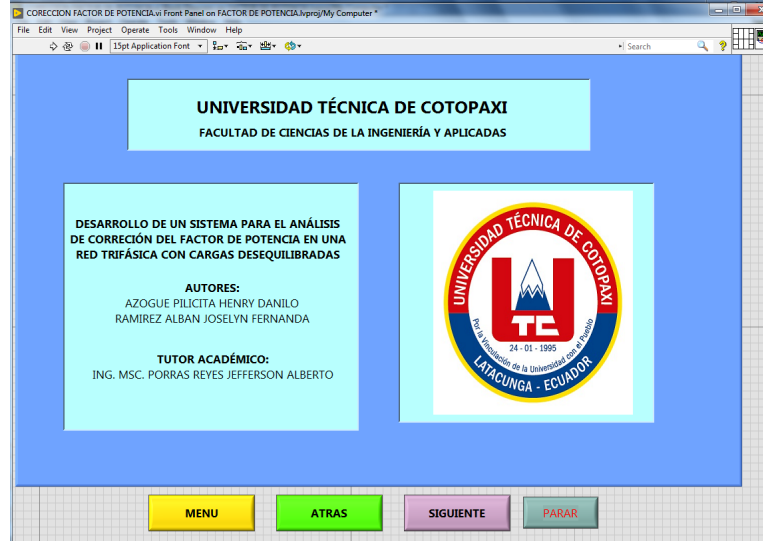 CORECCION FACTOR DE POTENCIA.vi Front Panel on FACTOR DE POTENCIA.lvproj/My Computer *
File Edit View Project Operate Tools Window Help
15pt Application Font
Search
UNIVERSIDAD TÉCNICA DE COTOPAXI
FACULTAD DE CIENCIAS DE LA INGENIERÍA Y APLICADAS
DESARROLLO DE UN SISTEMA PARA EL ANÁLISIS
DE CORRECIÓN DEL FACTOR DE POTENCIA EN UNA
RED TRIFÁSICA CON CARGAS DESEQUILIBRADAS
AUTORES:
AZOGUE PILICITA HENRY DANILO
RAMIREZ ALBAN JOSELYN FERNANDA
TUTOR ACADÉMICO:
ING. MSC. PORRAS REYES JEFFERSON ALBERTO
UNIVERSIDAD TÉCNICA DE COTOPAXI
UTC
24 - 01 - 1995
Por la Vinculación de la Universidad con el Pueblo
LATACUNGA - ECUADOR
MENU
ATRAS
SIGUIENTE
PARAR